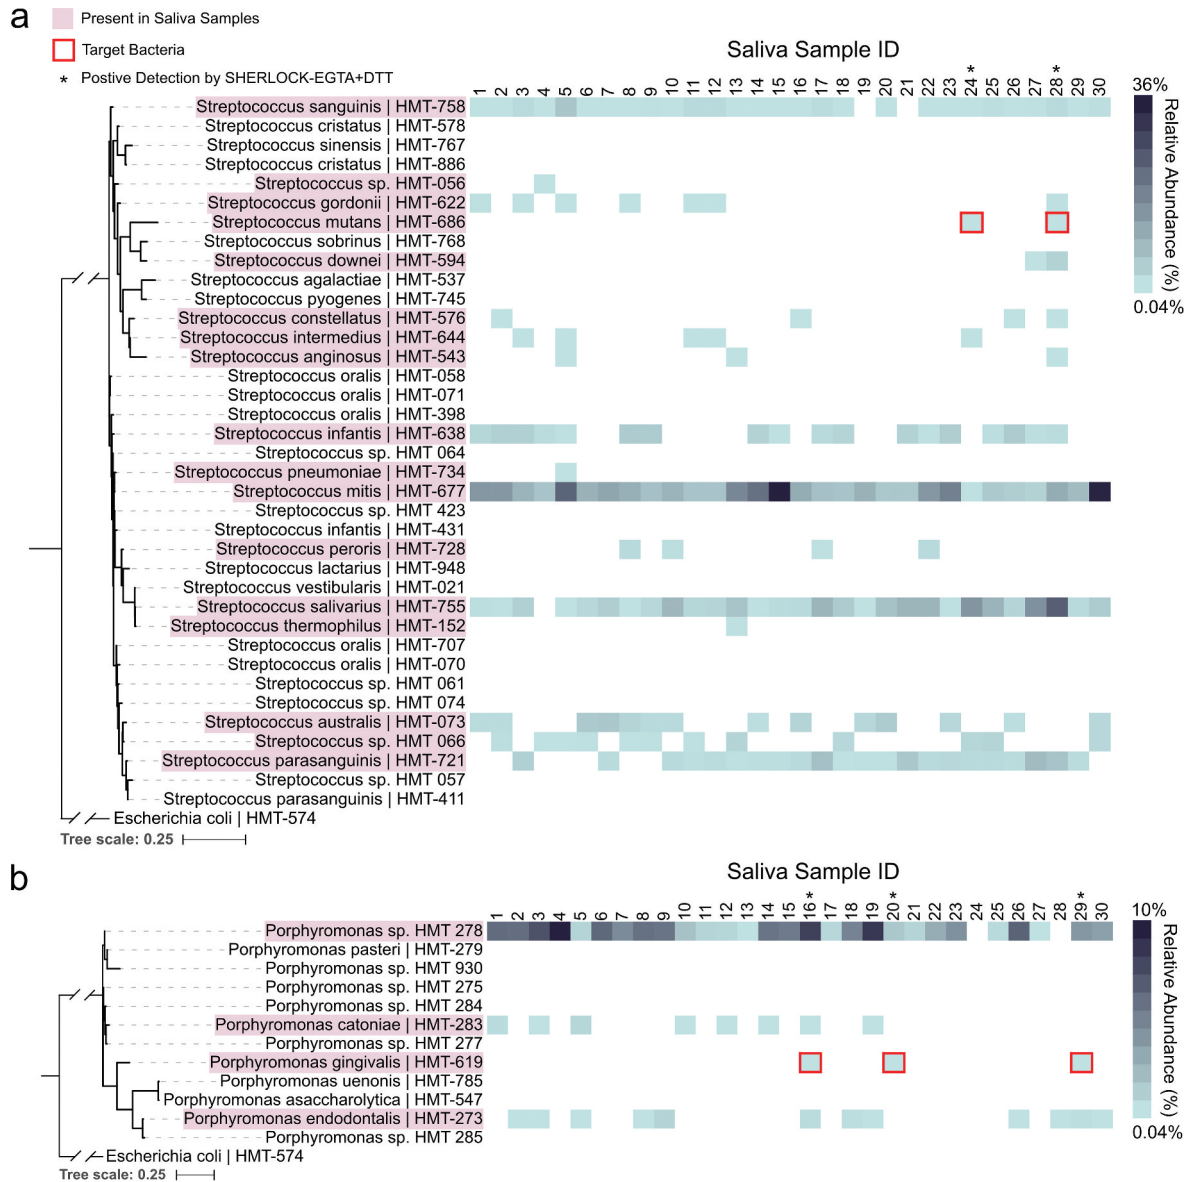 a
Present in Saliva Samples
Target Bacteria
* Postive Detection by SHERLOCK-EGTA+DTT
Saliva Sample ID
1 2 3 4 5 6 7 8 9 10 11 12 13 14 15 16 17 18 19 20 21 22 23 24* 25 26 27 28* 29 30
36%
Relative Abundance (%)
0.04%
Streptococcus sanguinis | HMT-758
Streptococcus cristatus | HMT-578
Streptococcus sinensis | HMT-767
Streptococcus cristatus | HMT-886
Streptococcus sp. HMT-056
Streptococcus gordonii | HMT-622
Streptococcus mutans | HMT-686
Streptococcus sobrinus | HMT-768
Streptococcus downei | HMT-594
Streptococcus agalactiae | HMT-537
Streptococcus pyogenes | HMT-745
Streptococcus constellatus | HMT-576
Streptococcus intermedius | HMT-644
Streptococcus anginosus | HMT-543
Streptococcus oralis | HMT-058
Streptococcus oralis | HMT-071
Streptococcus oralis | HMT-398
Streptococcus infantis | HMT-638
Streptococcus sp. HMT 064
Streptococcus pneumoniae | HMT-734
Streptococcus mitis | HMT-677
Streptococcus sp. HMT 423
Streptococcus infantis | HMT-431
Streptococcus peroris | HMT-728
Streptococcus lactarius | HMT-948
Streptococcus vestibularis | HMT-021
Streptococcus salivarius | HMT-755
Streptococcus thermophilus | HMT-152
Streptococcus oralis | HMT-707
Streptococcus oralis | HMT-070
Streptococcus sp. HMT 061
Streptococcus sp. HMT 074
Streptococcus australis | HMT-073
Streptococcus sp. HMT 066
Streptococcus parasanguinis | HMT-721
Streptococcus sp. HMT 057
Streptococcus parasanguinis | HMT-411
Escherichia coli | HMT-574
Tree scale: 0.25
b
Saliva Sample ID
1 2 3 4 5 6 7 8 9 10 11 12 13 14 15 16* 17 18 19 20* 21 22 23 24 25 26 27 28 29* 30
10%
Relative Abundance (%)
0.04%
Porphyromonas sp. HMT 278
Porphyromonas pasteri | HMT-279
Porphyromonas sp. HMT 930
Porphyromonas sp. HMT 275
Porphyromonas sp. HMT 284
Porphyromonas catoniae | HMT-283
Porphyromonas sp. HMT 277
Porphyromonas gingivalis | HMT-619
Porphyromonas uenonis | HMT-785
Porphyromonas asaccharolytica | HMT-547
Porphyromonas endodontalis | HMT-273
Porphyromonas sp. HMT 285
Escherichia coli | HMT-574
Tree scale: 0.25